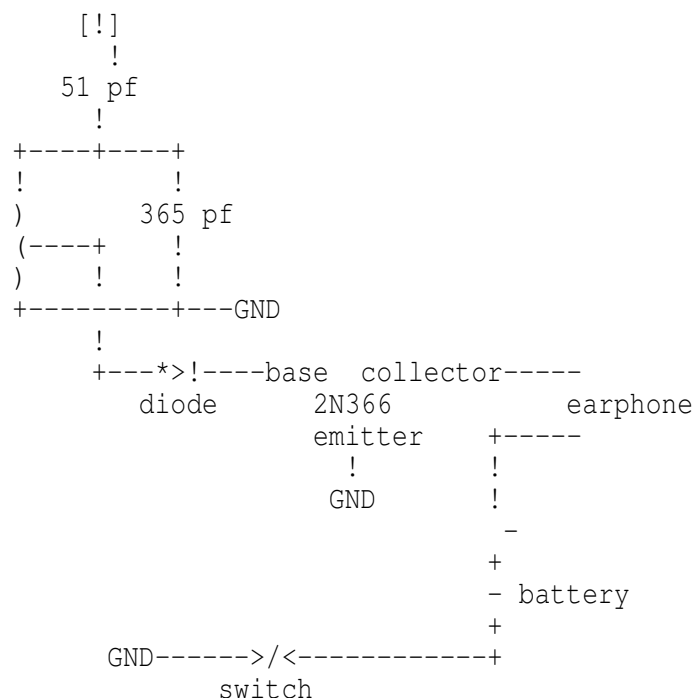 [!]
!
51 pf
!
+----+----+
!         !
)      365 pf
(----+    !
)    !    !
+---------+---GND
!
+---*>!----base  collector-----
diode     2N366             earphone
emitter    +-----
!       !
GND      !
-
+
- battery
+
GND------>/<------------+
switch